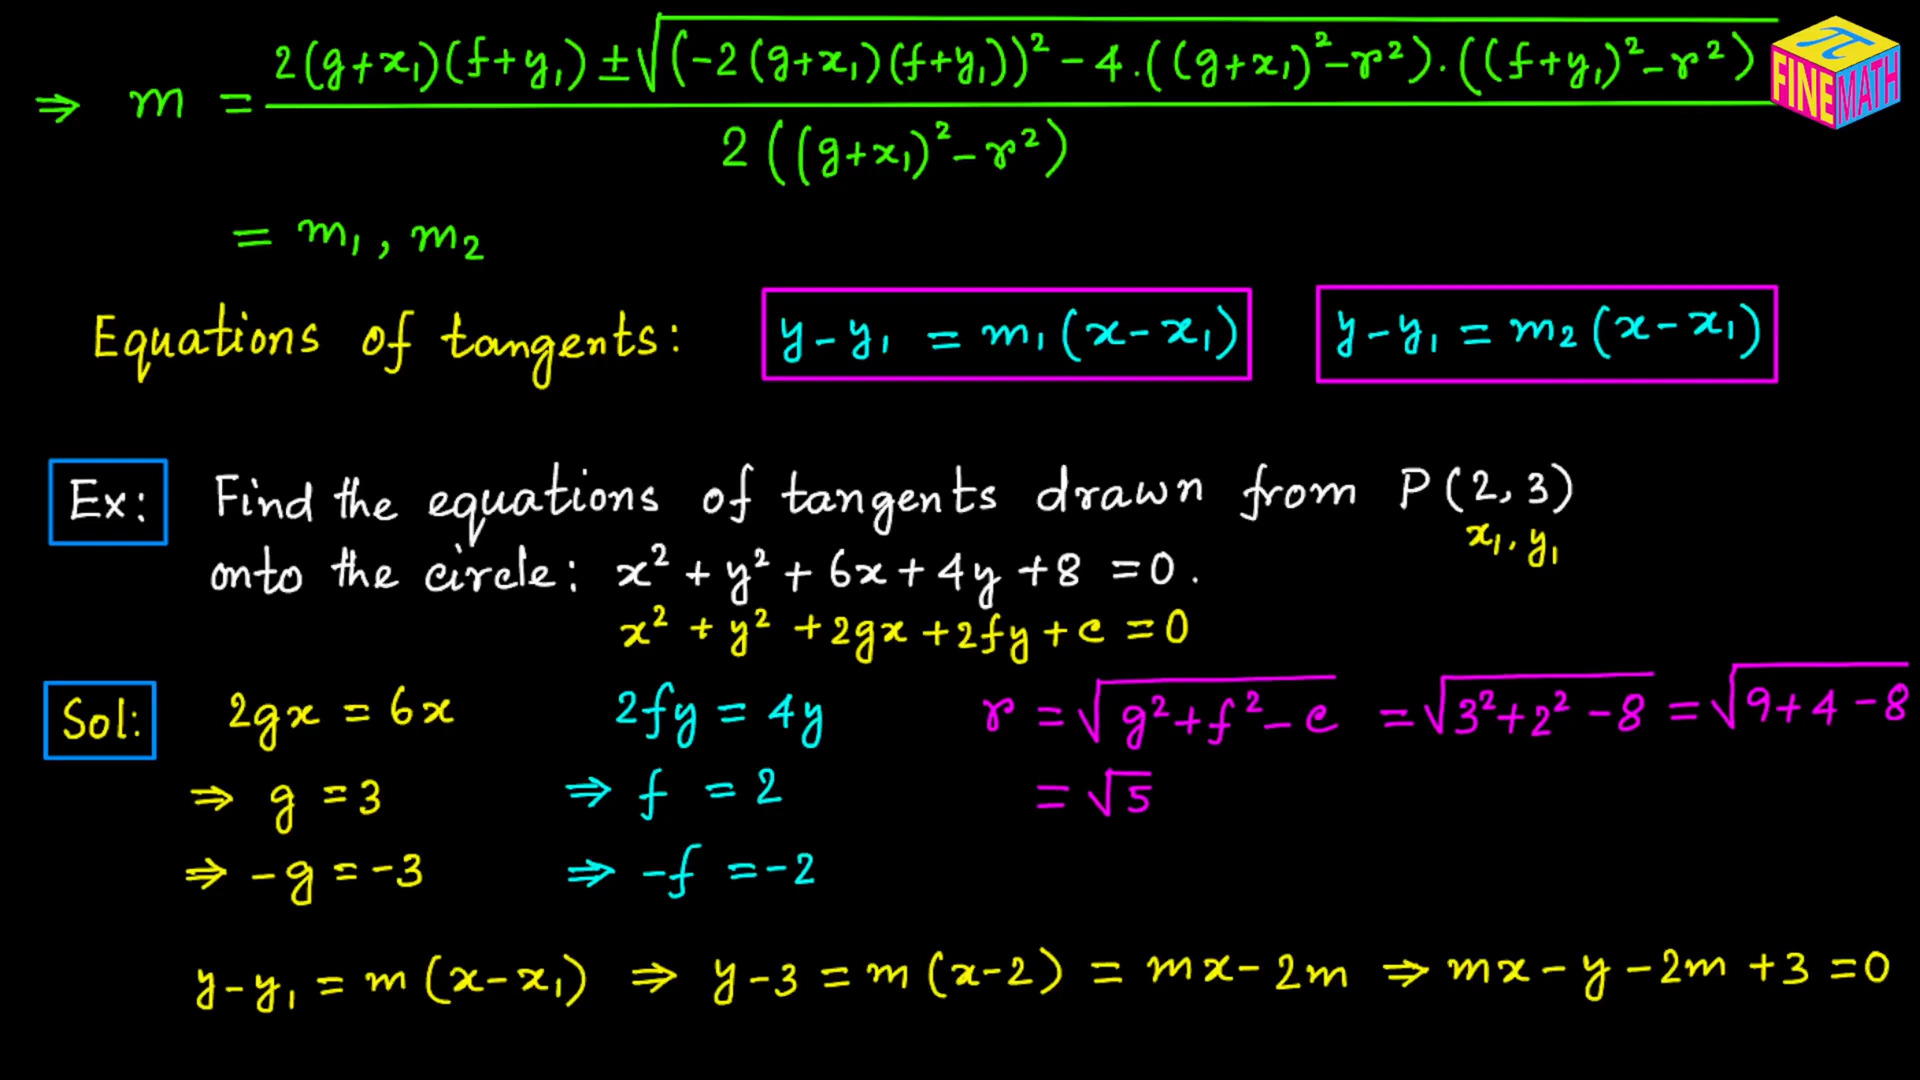 ⇒ m = 2(g+x₁)(f+y₁) ± √((-2(g+x₁)(f+y₁))² - 4.((g+x₁)²-r²).((f+y₁)²-r²)) / 2((g+x₁)²-r²)
π FINE MATH
= m₁, m₂
Equations of tangents: y-y₁ = m₁(x-x₁) y-y₁ = m₂(x-x₁)
Ex: Find the equations of tangents drawn from P(2, 3)
x₁, y₁
onto the circle: x² + y² + 6x + 4y + 8 = 0.
x² + y² + 2gx + 2fy + c = 0
Sol: 2gx = 6x 2fy = 4y r = √(g²+f²-c) = √(3²+2²-8) = √(9+4-8)
⇒ g = 3 ⇒ f = 2 = √5
⇒ -g = -3 ⇒ -f = -2
y-y₁ = m(x-x₁) ⇒ y-3 = m(x-2) = mx-2m ⇒ mx-y-2m+3 = 0